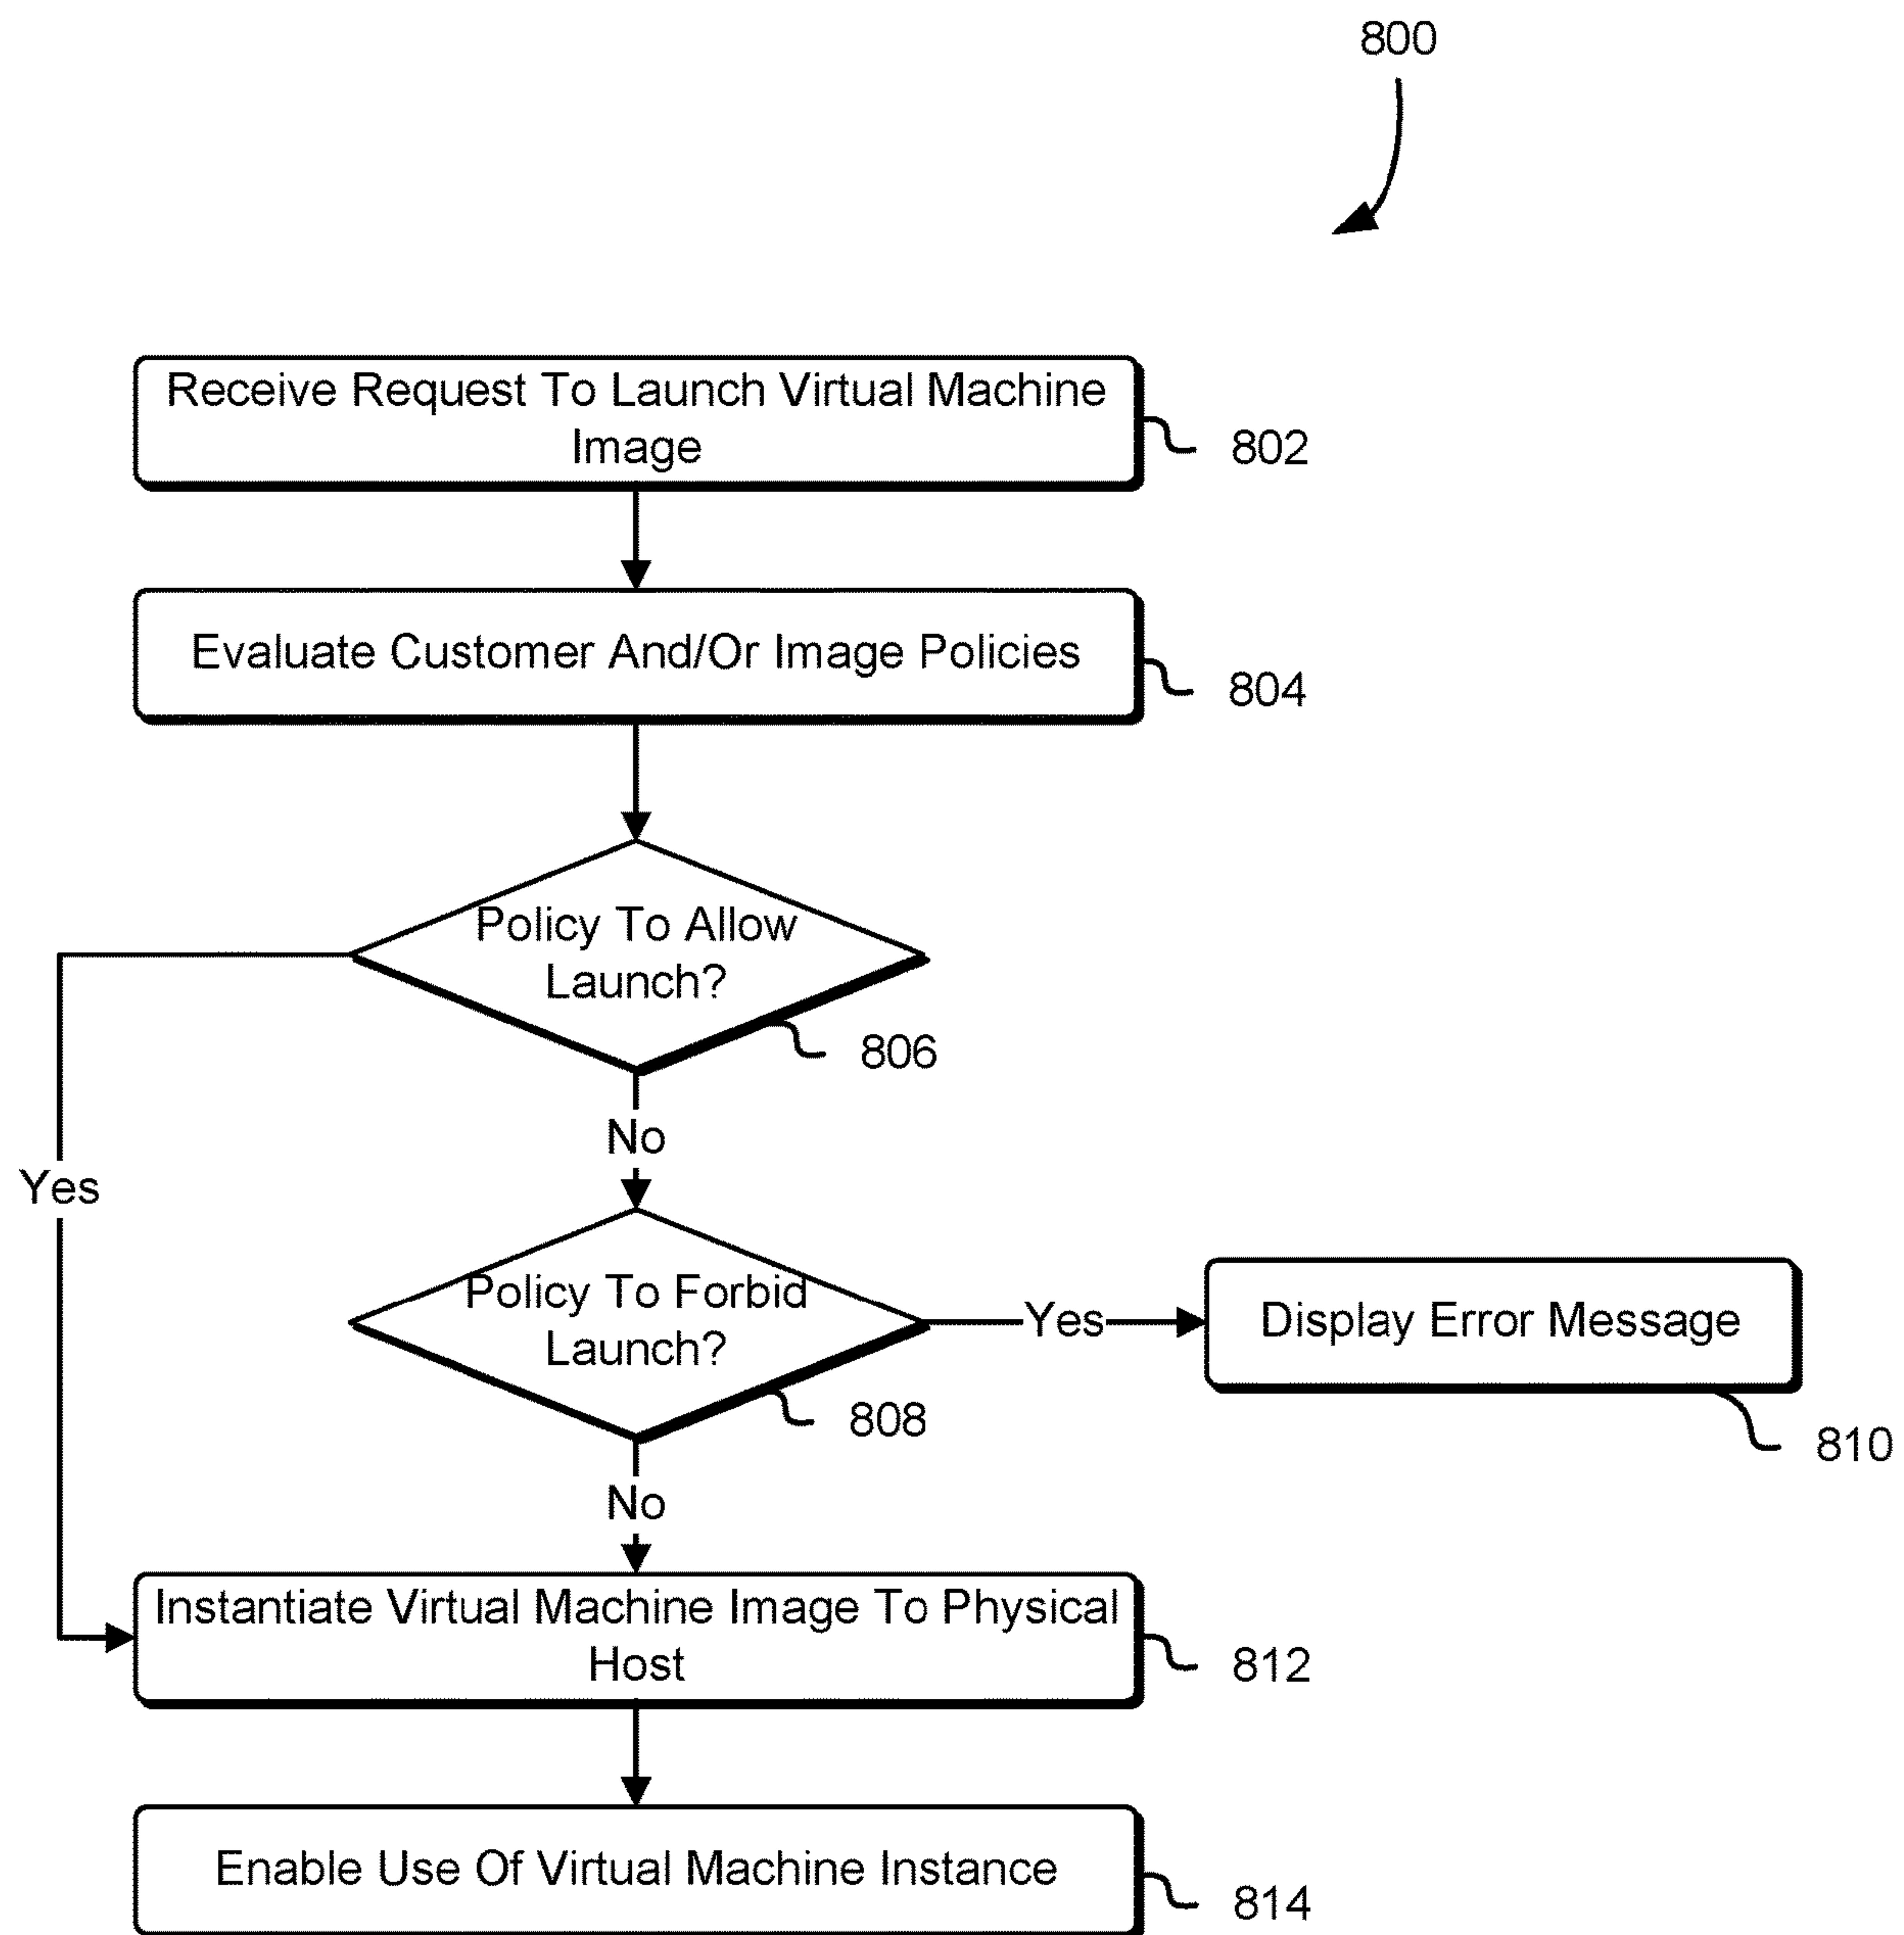 800
Receive Request To Launch Virtual Machine
Image
802
Evaluate Customer And/Or Image Policies
804
Policy To Allow
Launch?
806
No
Yes
Policy To Forbid
Launch?
808
Yes
Display Error Message
810
No
Instantiate Virtual Machine Image To Physical
Host
812
Enable Use Of Virtual Machine Instance
814